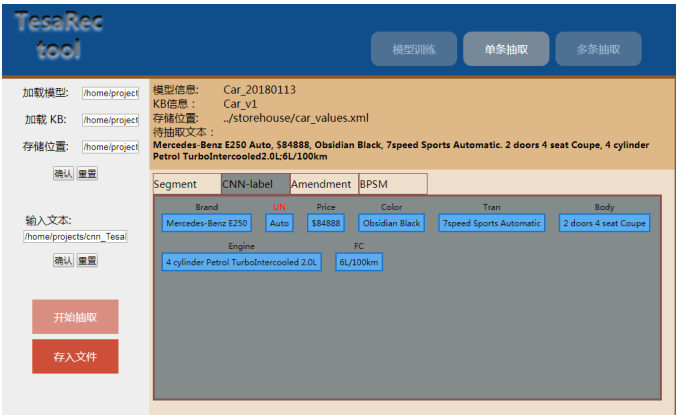 TesaRec
tool
模型训练
单条抽取
多条抽取
加载模型:
/home/project
加载 KB:
/home/project
存储位置:
/home/project
确认 重置
输入文本:
/home/projects/cnn_Tesal
确认 重置
开始抽取
存入文件
模型信息: Car_20180113
KB信息： Car_v1
存储位置: ../storehouse/car_values.xml
待抽取文本：
Mercedes-Benz E250 Auto, $84888, Obsidian Black, 7speed Sports Automatic. 2 doors 4 seat Coupe, 4 cylinder
Petrol TurboIntercooled2.0L;6L/100km
Segment CNN-label Amendment BPSM
Brand UN Price Color Tran Body
Mercedes-Benz E250 Auto $84888 Obsidian Black 7speed Sports Automatic 2 doors 4 seat Coupe
Engine FC
4 cylinder Petrol TurboIntercooled 2.0L 6L/100km